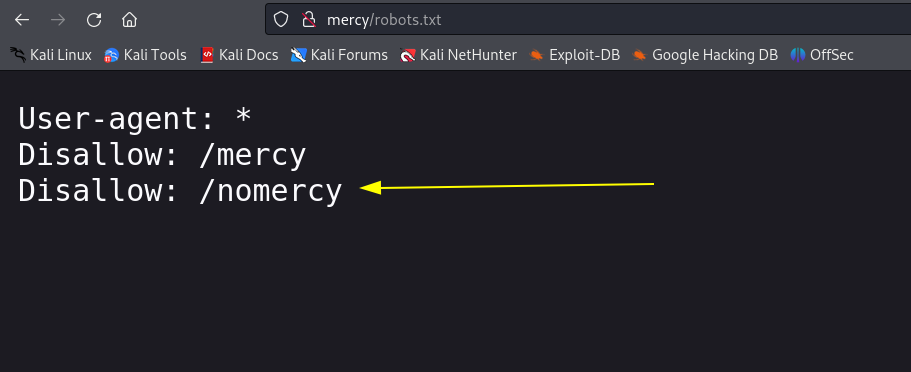 mercy/robots.txt
Kali Linux Kali Tools Kali Docs Kali Forums Kali NetHunter Exploit-DB Google Hacking DB OffSec
User-agent: *
Disallow: /mercy
Disallow: /nomercy